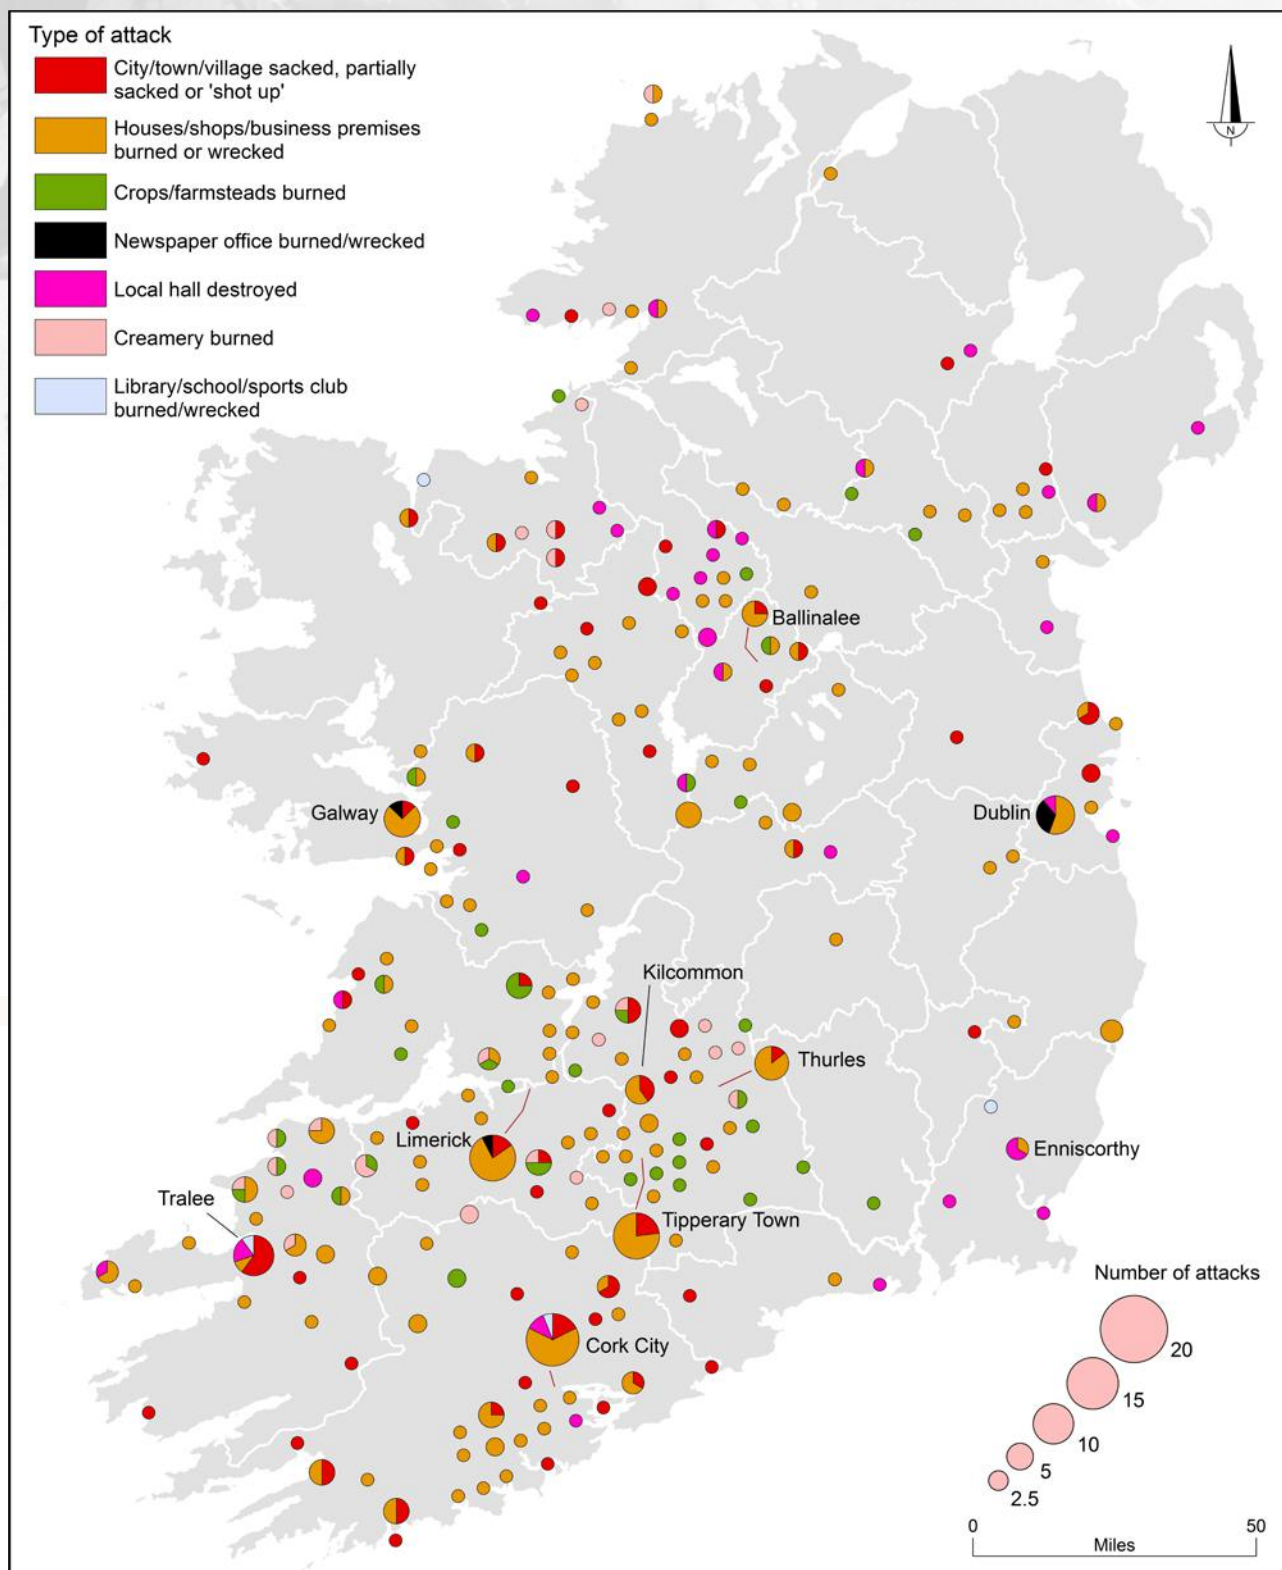 Type of attack
City/town/village sacked, partially
sacked or 'shot up'
Houses/shops/business premises
burned or wrecked
Crops/farmsteads burned
Newspaper office burned/wrecked
Local hall destroyed
Creamery burned
Library/school/sports club
burned/wrecked
N
Ballinalee
Galway
Dublin
Kilcommon
Thurles
Limerick
Enniscorthy
Tralee
Tipperary Town
Cork City
Number of attacks
20
15
10
5
2.5
0
50
Miles